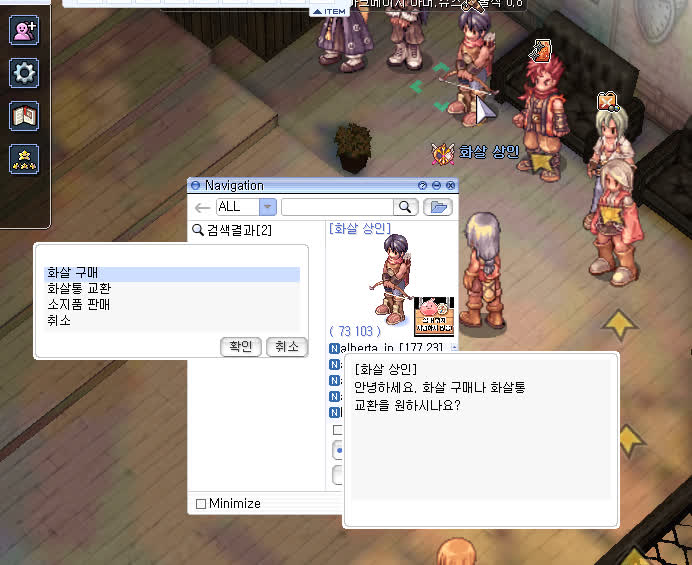 ITEM
화살 상인
Navigation
ALL
검색결과[2]
[화살 상인]
( 73 103 )
alberta_in [177,23]
Minimize
화살 구매
화살통 교환
소지품 판매
취소
확인
취소
[화살 상인]
안녕하세요. 화살 구매나 화살통
교환을 원하시나요?